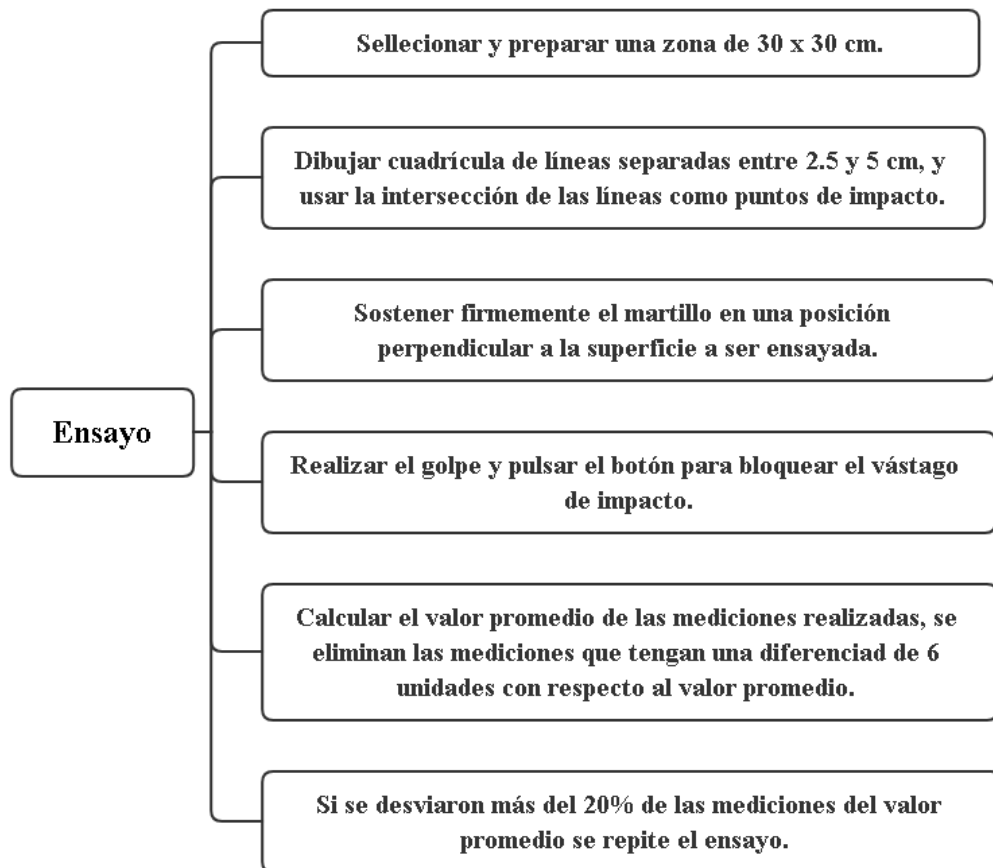 Sellecionar y preparar una zona de 30 x 30 cm.
Dibujar cuadrícula de líneas separadas entre 2.5 y 5 cm, y
usar la intersección de las líneas como puntos de impacto.
Sostener firmemente el martillo en una posición
perpendicular a la superficie a ser ensayada.
Ensayo
Realizar el golpe y pulsar el botón para bloquear el vástago
de impacto.
Calcular el valor promedio de las mediciones realizadas, se
eliminan las mediciones que tengan una diferenciad de 6
unidades con respecto al valor promedio.
Si se desviaron más del 20% de las mediciones del valor
promedio se repite el ensayo.